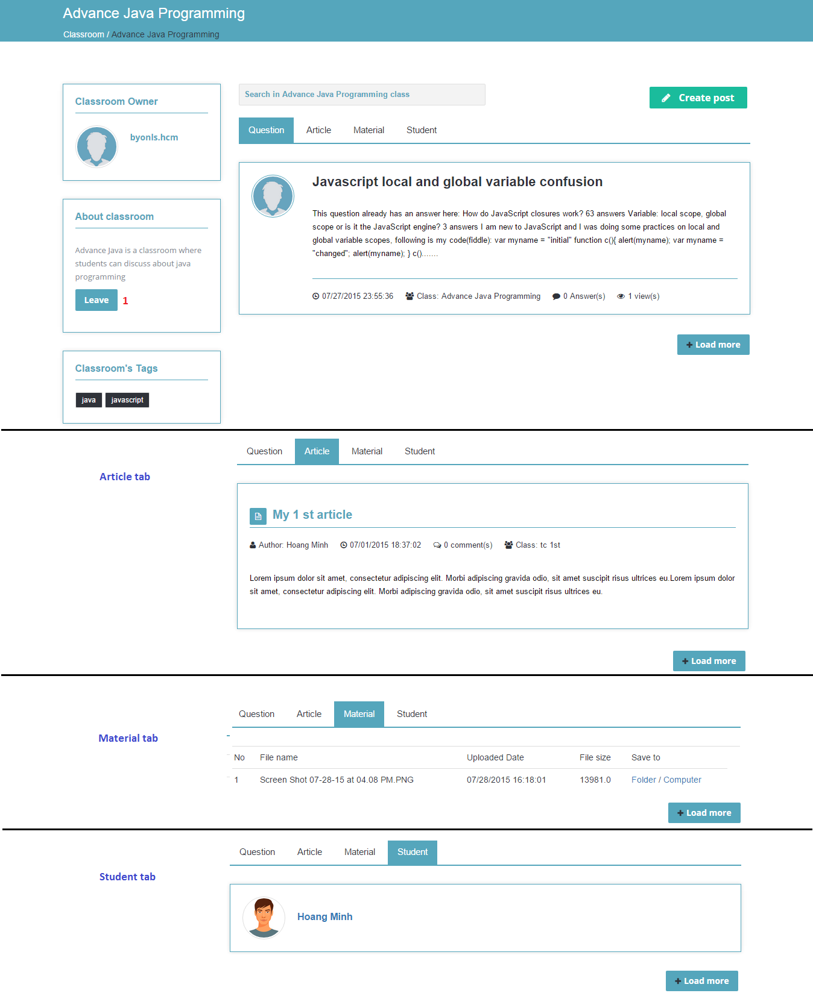 Advance Java Programming
Classroom / Advance Java Programming
Classroom Owner
byonls.hcm
About classroom
Advance Java is a classroom where
students can discuss about java
programming
Leave 1
Classroom's Tags
java javascript
Search in Advance Java Programming class
Create post
Question Article Material Student
Javascript local and global variable confusion
This question already has an answer here: How do JavaScript closures work? 63 answers Variable: local scope, global
scope or is it the JavaScript engine? 3 answers I am new to JavaScript and I was doing some practices on local and
global variable scopes, following is my code(fiddle): var myname = "initial" function c(){ alert(myname); var myname =
"changed"; alert(myname); } c().......
07/27/2015 23:55:36 Class: Advance Java Programming 0 Answer(s) 1 view(s)
Load more
Article tab
Question Article Material Student
My 1 st article
Author: Hoang Minh 07/01/2015 18:37:02 0 comment(s) Class: tc 1st
Lorem ipsum dolor sit amet, consectetur adipiscing elit. Morbi adipiscing gravida odio, sit amet suscipit risus ultrices eu.Lorem ipsum dolor
sit amet, consectetur adipiscing elit. Morbi adipiscing gravida odio, sit amet suscipit risus ultrices eu.
Load more
Material tab
Question Article Material Student
No File name Uploaded Date File size Save to
1 Screen Shot 07-28-15 at 04.08 PM.PNG 07/28/2015 16:18:01 13981.0 Folder / Computer
Load more
Student tab
Question Article Material Student
Hoang Minh
Load more